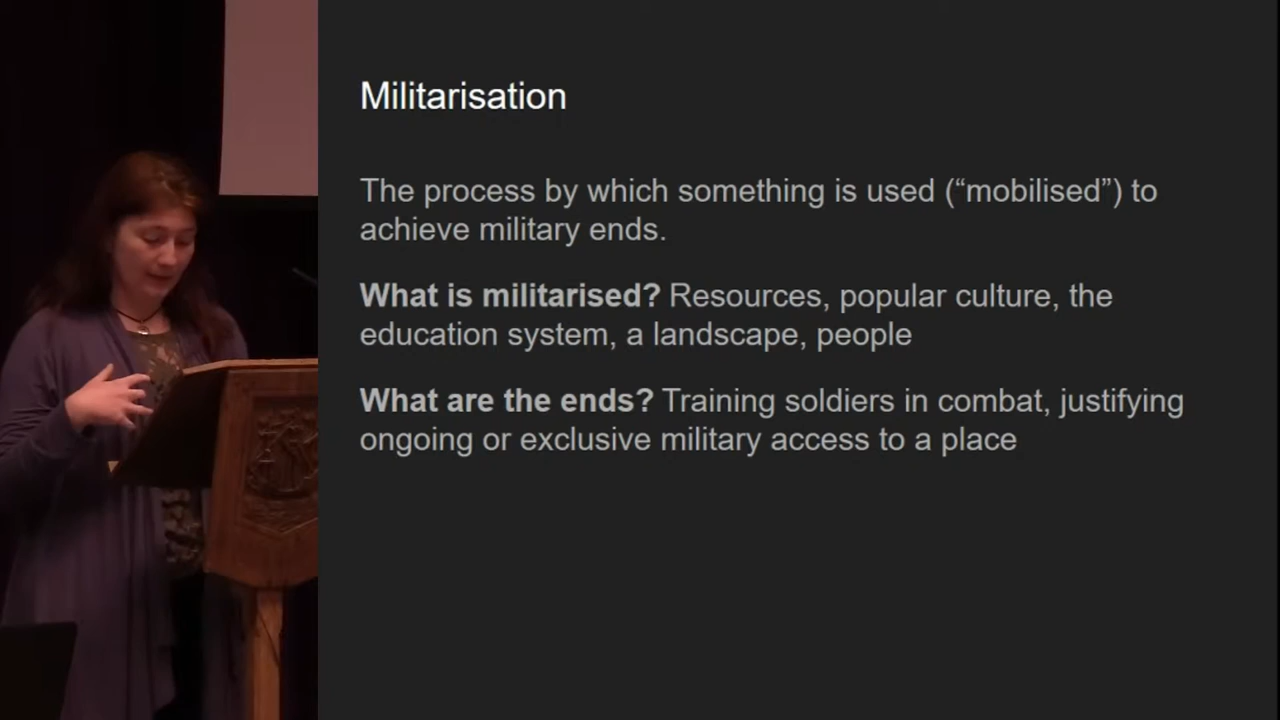 Militarisation
The process by which something is used (“mobilised”) to
achieve military ends.
What is militarised? Resources, popular culture, the
education system, a landscape, people
What are the ends? Training soldiers in combat, justifying
ongoing or exclusive military access to a place